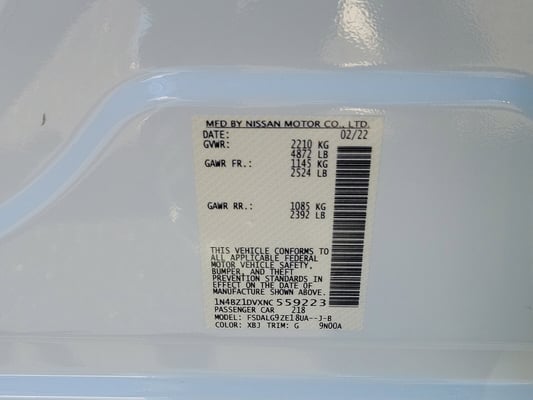 MFD BY NISSAN MOTOR CO., LTD.
DATE: 02/22
GVWR: 2210 KG
4872 LB
GAWR FR.: 1145 KG
2524 LB
GAWR RR.: 1085 KG
2392 LB
THIS VEHICLE CONFORMS TO
ALL APPLICABLE FEDERAL
MOTOR VEHICLE SAFETY,
BUMPER, AND THEFT
PREVENTION STANDARDS IN
EFFECT ON THE DATE OF
MANUFACTURE SHOWN ABOVE.
1N4BZ1DVXNC 559223
PASSENGER CAR 218
MODEL: FSDALG9ZE18UA--J-B
COLOR: XBJ TRIM: G 9N00A